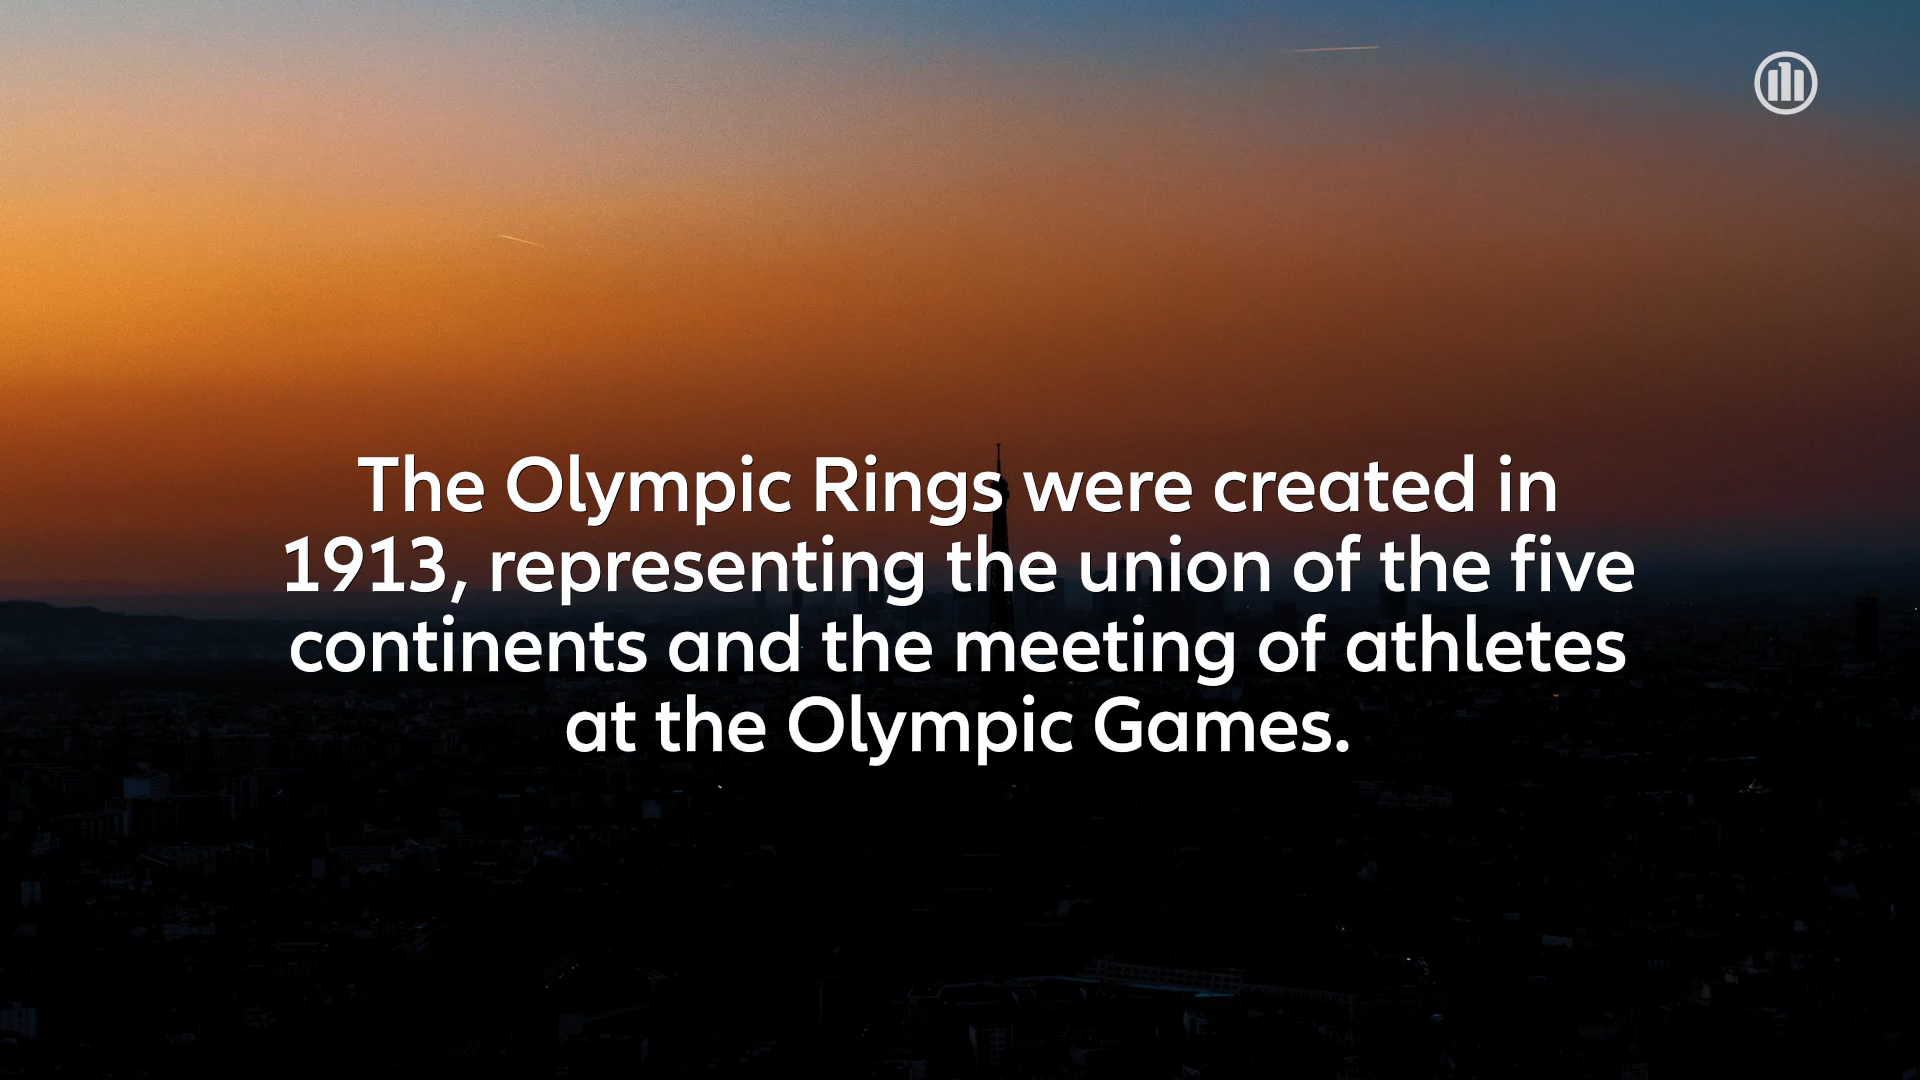 The Olympic Rings were created in
1913, representing the union of the five
continents and the meeting of athletes
at the Olympic Games.